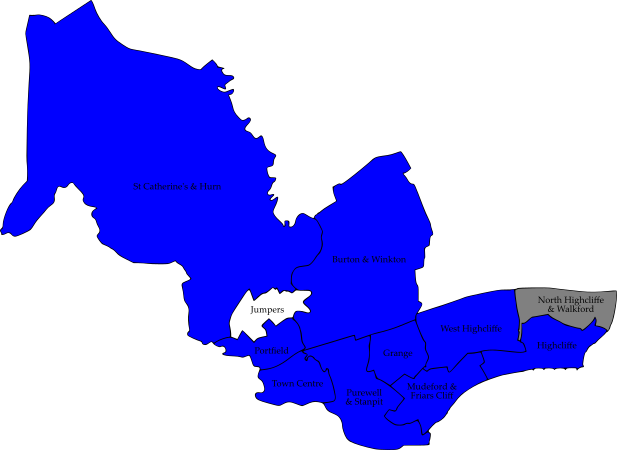 St Catherines & Hurn
Burton & Winkton
Jumpers
North Highcliffe
& Walkford
West Highcliffe
Highcliffe
Portfield
Grange
Town Centre
Mudeford &
Friars Cliff
Purewell
& Stanpit